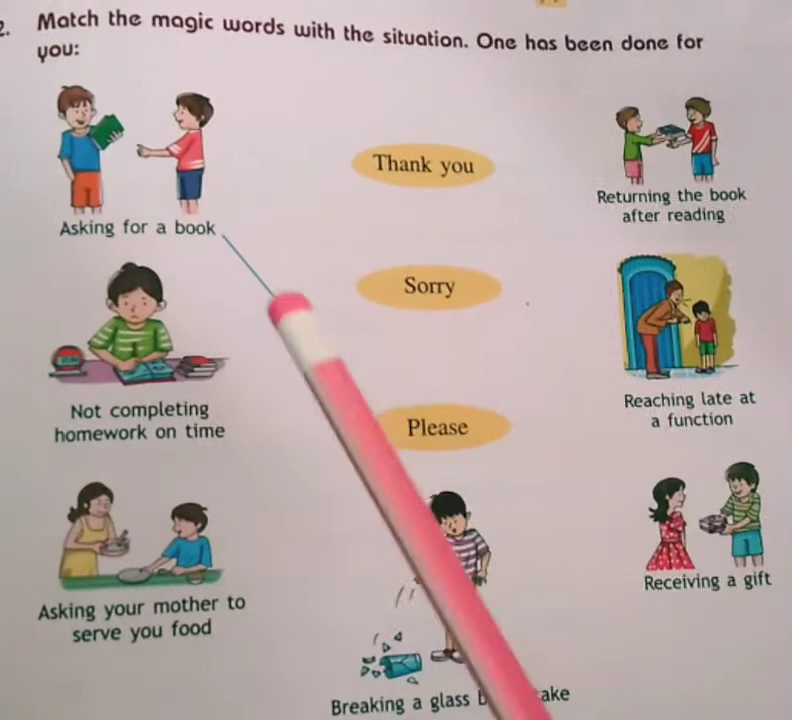 2. Match the magic words with the situation. One has been done for
you:
Thank you
Returning the book
after reading
Asking for a book
Sorry
Reaching late at
a function
Not completing
homework on time
Please
Receiving a gift
Asking your mother to
serve you food
Breaking a glass